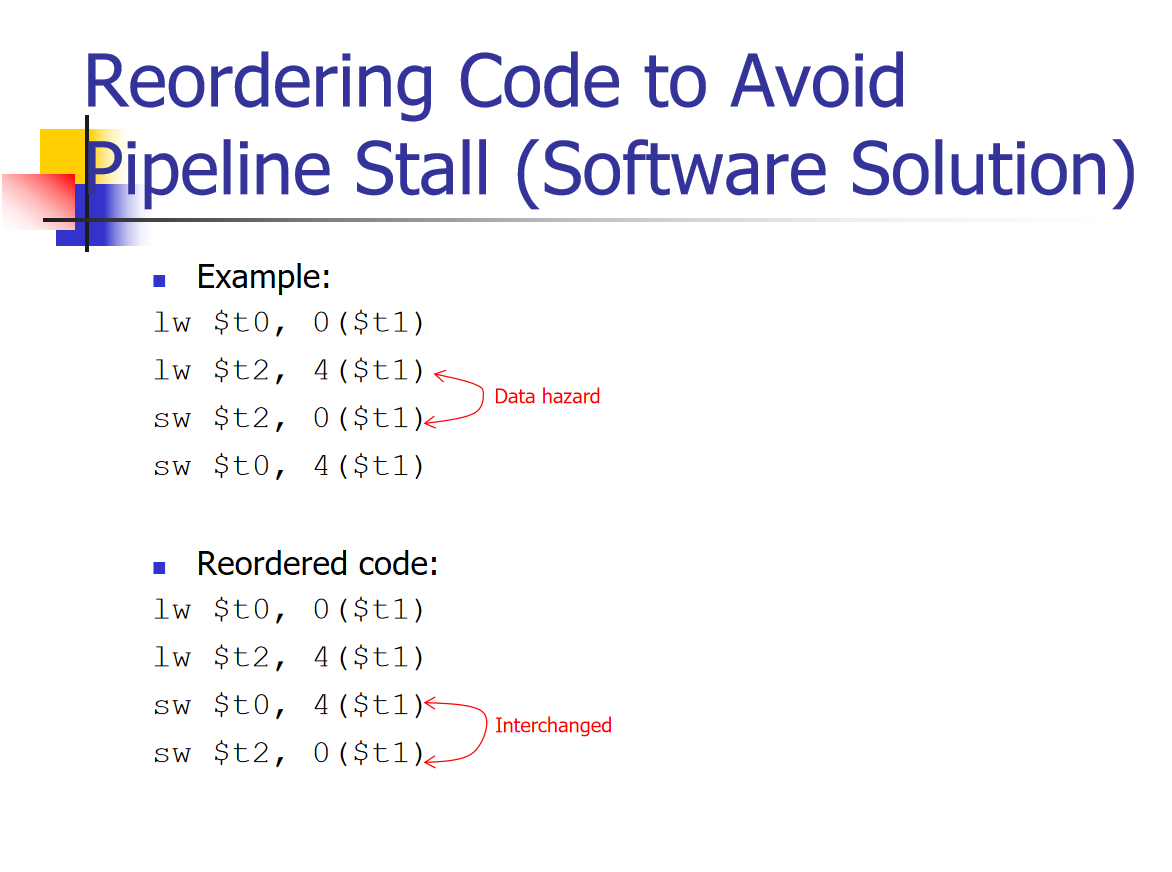 Reordering Code to Avoid
Pipeline Stall (Software Solution)
Example:
lw $t0, 0($t1)
lw $t2, 4($t1)
Data hazard
sw $t2, 0($t1)
sw $t0, 4($t1)
Reordered code:
lw $t0, 0($t1)
lw $t2, 4($t1)
sw $t0, 4($t1)
Interchanged
sw $t2, 0($t1)